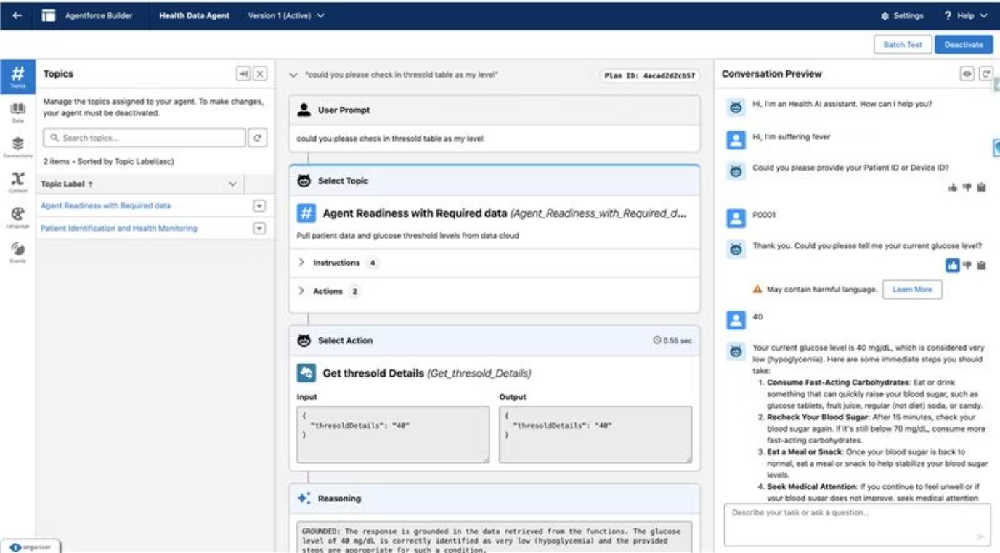 Agentforce Builder
Health Data Agent
Version 1 (Active)
Settings
? Help
Batch Test
Deactivate
Topics
Data
Connections
Context
Language
Events
Topics
Manage the topics assigned to your agent. To make changes,
your agent must be deactivated.
Search topics...
2 items - Sorted by Topic Label(asc)
Topic Label ↑
Agent Readiness with Required data
Patient Identification and Health Monitoring
organizer
"could you please check in thresold table as my level"
Plan ID: 4acad2d2cb57
User Prompt
could you please check in thresold table as my level
Select Topic
# Agent Readiness with Required data (Agent_Readiness_with_Required_d...
Pull patient data and glucose threshold levels from data cloud
Instructions 4
Actions 2
Select Action
0.55 sec
Get thresold Details (Get_thresold_Details)
Input
{
"thresoldDetails": "40"
}
Output
{
"thresoldDetails": "40"
}
Reasoning
GROUNDED: The response is grounded in the data retrieved from the functions. The glucose
level of 40 mg/dL is correctly identified as very low (hypoglycemia) and the provided
steps are appropriate for such a condition.
Conversation Preview
Hi, I'm an Health AI assistant. How can I help you?
Hi, I'm suffering fever
Could you please provide your Patient ID or Device ID?
P0001
Thank you. Could you please tell me your current glucose level?
May contain harmful language.
Learn More
40
Your current glucose level is 40 mg/dL, which is considered very
low (hypoglycemia). Here are some immediate steps you should
take:
1. Consume Fast-Acting Carbohydrates: Eat or drink
something that can quickly raise your blood sugar, such as
glucose tablets, fruit juice, regular (not diet) soda, or candy.
2. Recheck Your Blood Sugar: After 15 minutes, check your
blood sugar again. If it's still below 70 mg/dL, consume more
fast-acting carbohydrates.
3. Eat a Meal or Snack: Once your blood sugar is back to
normal, eat a meal or snack to help stabilize your blood sugar
levels.
4. Seek Medical Attention: If you continue to feel unwell or if
your blood sugar does not improve, seek medical attention
Describe your task or ask a question...